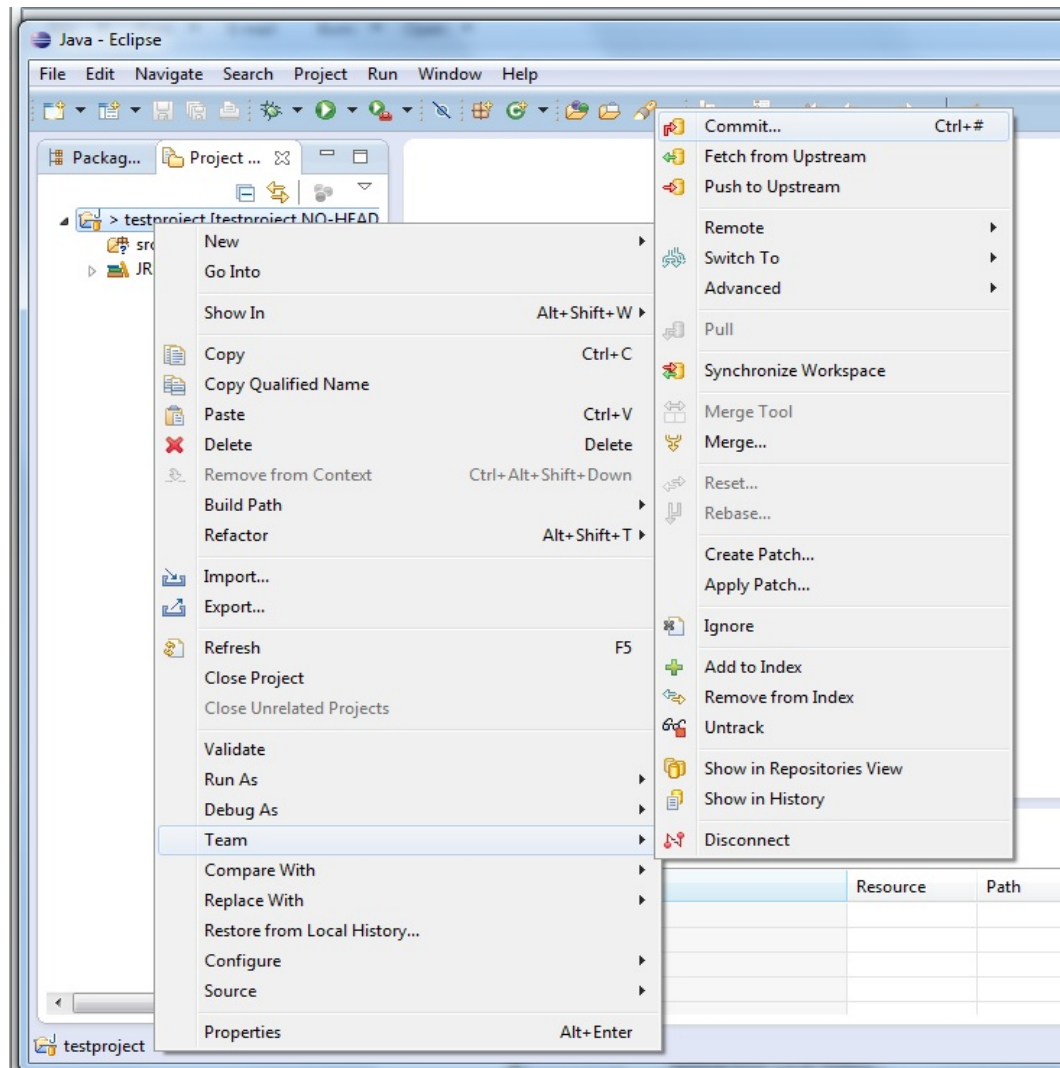 Java - Eclipse
File Edit Navigate Search Project Run Window Help
Packag... Project ...
> testproject [testproject NO-HEAD
src
JR
New
Go Into
Show In Alt+Shift+W
Copy Ctrl+C
Copy Qualified Name
Paste Ctrl+V
Delete Delete
Remove from Context Ctrl+Alt+Shift+Down
Build Path
Refactor Alt+Shift+T
Import...
Export...
Refresh F5
Close Project
Close Unrelated Projects
Validate
Run As
Debug As
Team
Compare With
Replace With
Restore from Local History...
Configure
Source
Properties Alt+Enter
Commit... Ctrl+#
Fetch from Upstream
Push to Upstream
Remote
Switch To
Advanced
Pull
Synchronize Workspace
Merge Tool
Merge...
Reset...
Rebase...
Create Patch...
Apply Patch...
Ignore
Add to Index
Remove from Index
Untrack
Show in Repositories View
Show in History
Disconnect
Resource Path
testproject